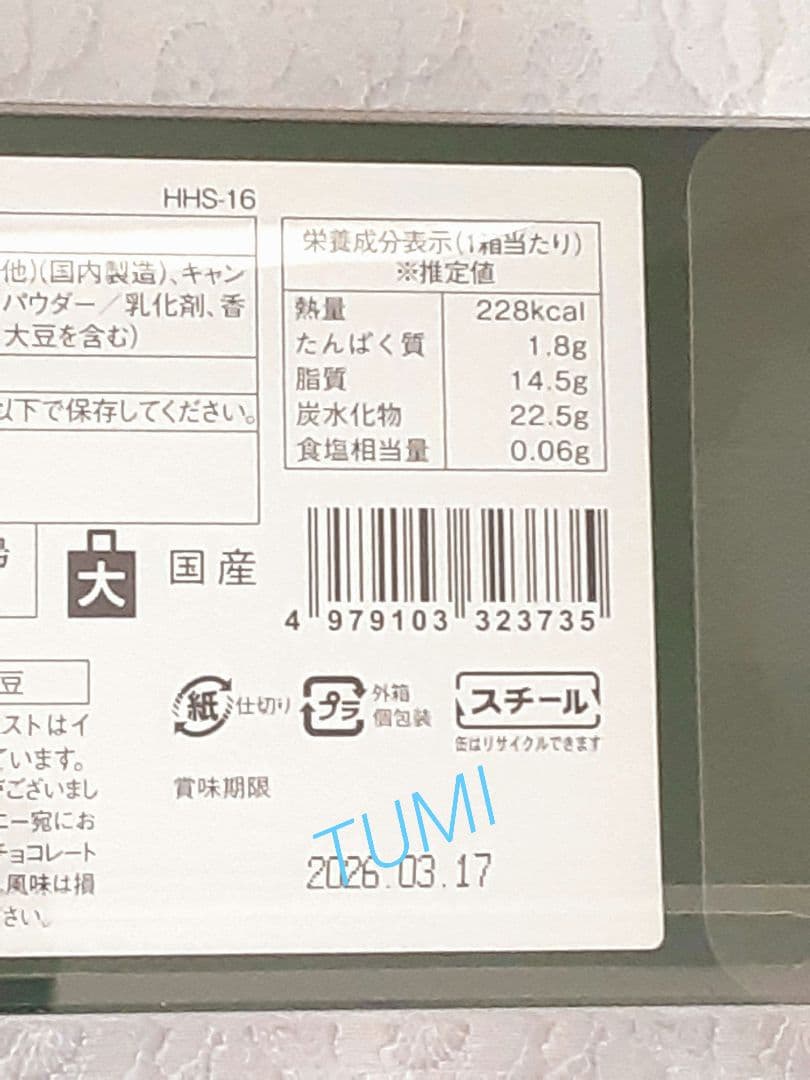 HHS-16
他)(国内製造)、キャン
パウダー／乳化剤、香
大豆を含む)
以下で保存してください。
栄養成分表示(1箱当たり)
※推定値
熱量 228kcal
たんぱく質 1.8g
脂質 14.5g
炭水化物 22.5g
食塩相当量 0.06g
大
国産
4 979103 323735
豆
紙 仕切り
プラ 外箱
個包装
スチール
缶はリサイクルできます
ストはイ
ています。
ございまし
ニー宛にお
チョコレート
風味は損
さい。
賞味期限
TUMI
2026.03.17